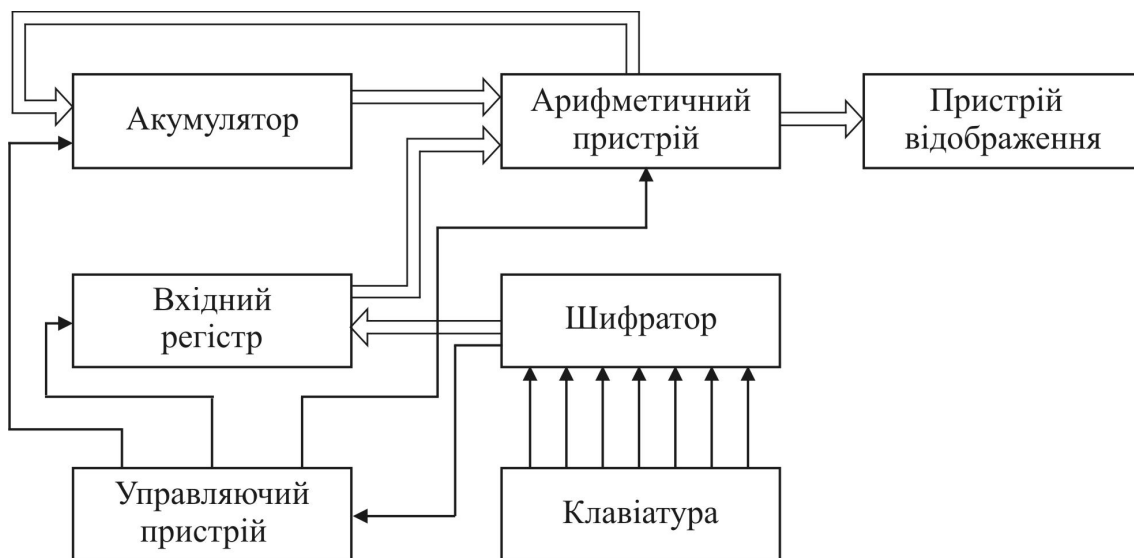 Акумулятор
Арифметичний
пристрій
Пристрій
відображення
Вхідний
регістр
Шифратор
Управляючий
пристрій
Клавіатура